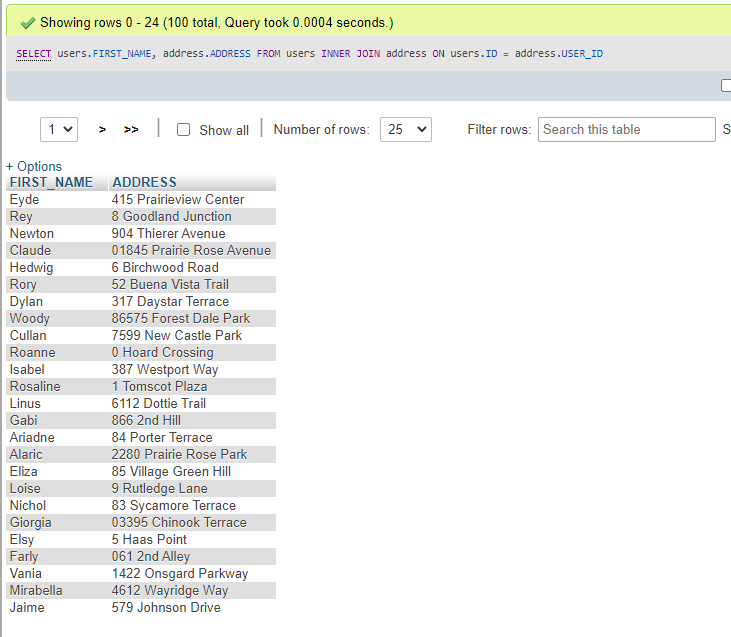 Showing rows 0 - 24 (100 total, Query took 0.0004 seconds.)
SELECT users.FIRST_NAME, address.ADDRESS FROM users INNER JOIN address ON users.ID = address.USER_ID
1 > >> Show all Number of rows: 25 Filter rows: Search this table S
+ Options
FIRST_NAME ADDRESS
Eyde 415 Prairieview Center
Rey 8 Goodland Junction
Newton 904 Thierer Avenue
Claude 01845 Prairie Rose Avenue
Hedwig 6 Birchwood Road
Rory 52 Buena Vista Trail
Dylan 317 Daystar Terrace
Woody 86575 Forest Dale Park
Cullan 7599 New Castle Park
Roanne 0 Hoard Crossing
Isabel 387 Westport Way
Rosaline 1 Tomscot Plaza
Linus 6112 Dottie Trail
Gabi 866 2nd Hill
Ariadne 84 Porter Terrace
Alaric 2280 Prairie Rose Park
Eliza 85 Village Green Hill
Loise 9 Rutledge Lane
Nichol 83 Sycamore Terrace
Giorgia 03395 Chinook Terrace
Elsy 5 Haas Point
Farly 061 2nd Alley
Vania 1422 Onsgard Parkway
Mirabella 4612 Wayridge Way
Jaime 579 Johnson Drive